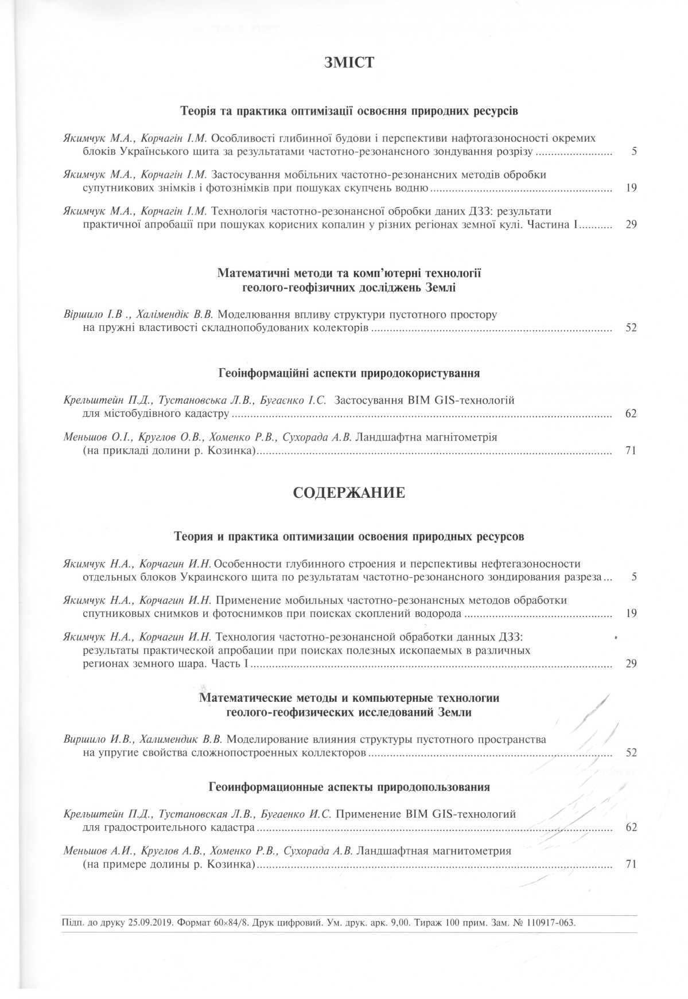 ЗМІСТ
Теорія та практика оптимізації освоєння природних ресурсів
Якимчук М.А., Корчагін І.М. Особливості глибинної будови і перспективи нафтогазоносності окремих
блоків Українського щита за результатами частотно-резонансного зондування розрізу ......................... 5
Якимчук М.А., Корчагін І.М. Застосування мобільних частотно-резонансних методів обробки
супутникових знімків і фотознімків при пошуках скупчень водню ............................................................ 19
Якимчук М.А., Корчагін І.М. Технологія частотно-резонансної обробки даних ДЗЗ: результати
практичної апробації при пошуках корисних копалин у різних регіонах земної кулі. Частина І........... 29
Математичні методи та комп’ютерні технології
геолого-геофізичних досліджень Землі
Віршило І.В ., Халімендік В.В. Моделювання впливу структури пустотного простору
на пружні властивості складнопобудованих колекторів ............................................................................. 52
Геоінформаційні аспекти природокористування
Крельштейн П.Д., Тустановська Л.В., Бугаєнко І.С. Застосування BIM GIS-технологій
для містобудівного кадастру ........................................................................................................................... 62
Меньшов О.І., Круглов О.В., Хоменко Р.В., Сухорада А.В. Ландшафтна магнітометрія
(на прикладі долини р. Козинка)................................................................................................................... 71
СОДЕРЖАНИЕ
Теория и практика оптимизации освоения природных ресурсов
Якимчук Н.А., Корчагин И.Н. Особенности глубинного строения и перспективы нефтегазоносности
отдельных блоков Украинского щита по результатам частотно-резонансного зондирования разреза ... 5
Якимчук Н.А., Корчагин И.Н. Применение мобильных частотно-резонансных методов обработки
спутниковых снимков и фотоснимков при поисках скоплений водорода ................................................ 19
Якимчук Н.А., Корчагин И.Н. Технология частотно-резонансной обработки данных ДЗЗ:
результаты практической апробации при поисках полезных ископаемых в различных
регионах земного шара. Часть І ..................................................................................................................... 29
Математические методы и компьютерные технологии
геолого-геофизических исследований Земли
Виршило И.В., Халимендик В.В. Моделирование влияния структуры пустотного пространства
на упругие свойства сложнопостроенных коллекторов ............................................................................... 52
Геоинформационные аспекты природопользования
Крельштейн П.Д., Тустановская Л.В., Бугаенко И.С. Применение BIM GIS-технологий
для градостроительного кадастра ................................................................................................................... 62
Меньшов А.И., Круглов А.В., Хоменко Р.В., Сухорада А.В. Ландшафтная магнитометрия
(на примере долины р. Козинка)................................................................................................................... 71
Підп. до друку 25.09.2019. Формат 60×84/8. Друк цифровий. Ум. друк. арк. 9,00. Тираж 100 прим. Зам. № 110917-063.